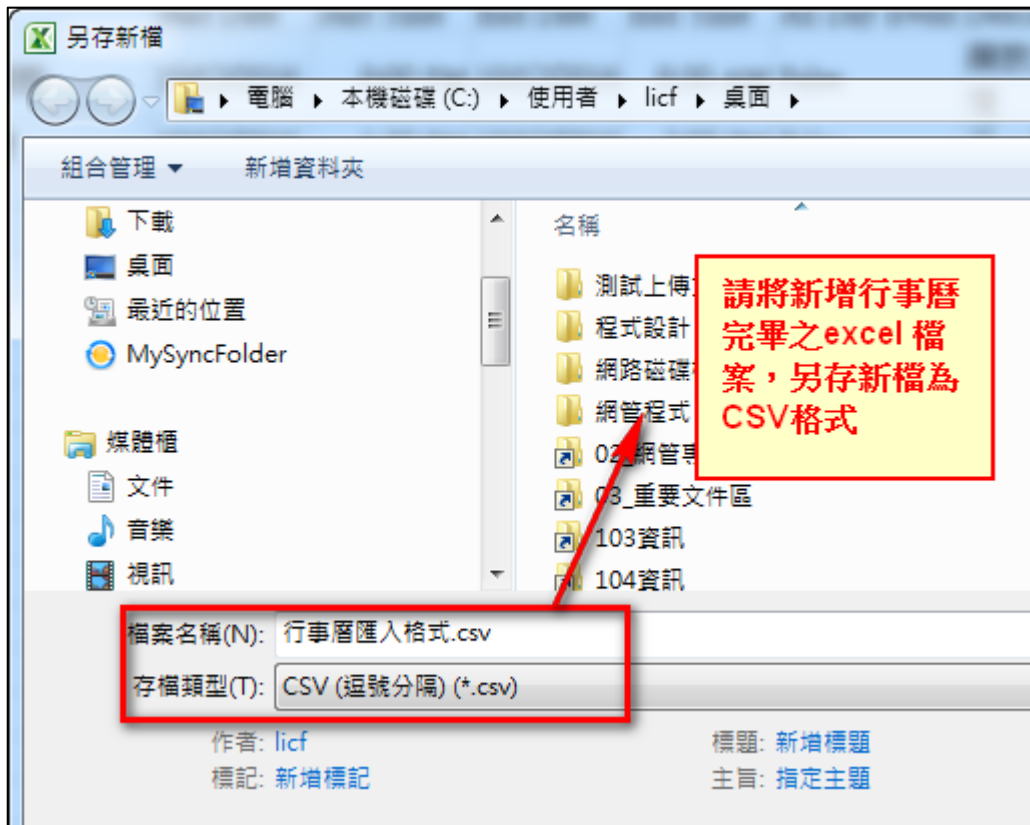 另存新檔
電腦 ▸ 本機磁碟 (C:) ▸ 使用者 ▸ licf ▸ 桌面 ▸
組合管理 ▼ 新增資料夾
下載
桌面
最近的位置
MySyncFolder
媒體櫃
文件
音樂
視訊
名稱
測試上傳
程式設計
網路磁碟
網管程式
02_網管專
03_重要文件區
103資訊
104資訊
請將新增行事曆
完畢之excel 檔
案，另存新檔為
CSV格式
檔案名稱(N): 行事曆匯入格式.csv
存檔類型(T): CSV (逗號分隔) (*.csv)
作者: licf 標題: 新增標題
標記: 新增標記 主旨: 指定主題